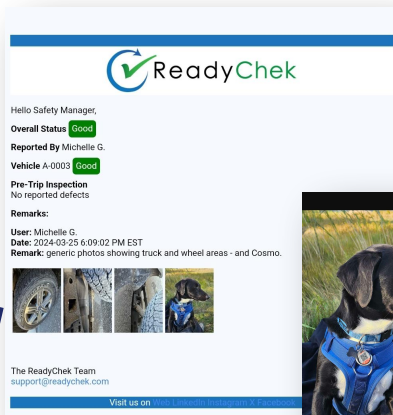 ReadyChek
Hello Safety Manager,
Overall Status Good
Reported By Michelle G.
Vehicle A-0003 Good
Pre-Trip Inspection
No reported defects
Remarks:
User: Michelle G.
Date: 2024-03-25 6:09:02 PM EST
Remark: generic photos showing truck and wheel areas - and Cosmo.
The ReadyChek Team
support@readychek.com
Visit us on Web LinkedIn Instagram X Facebook